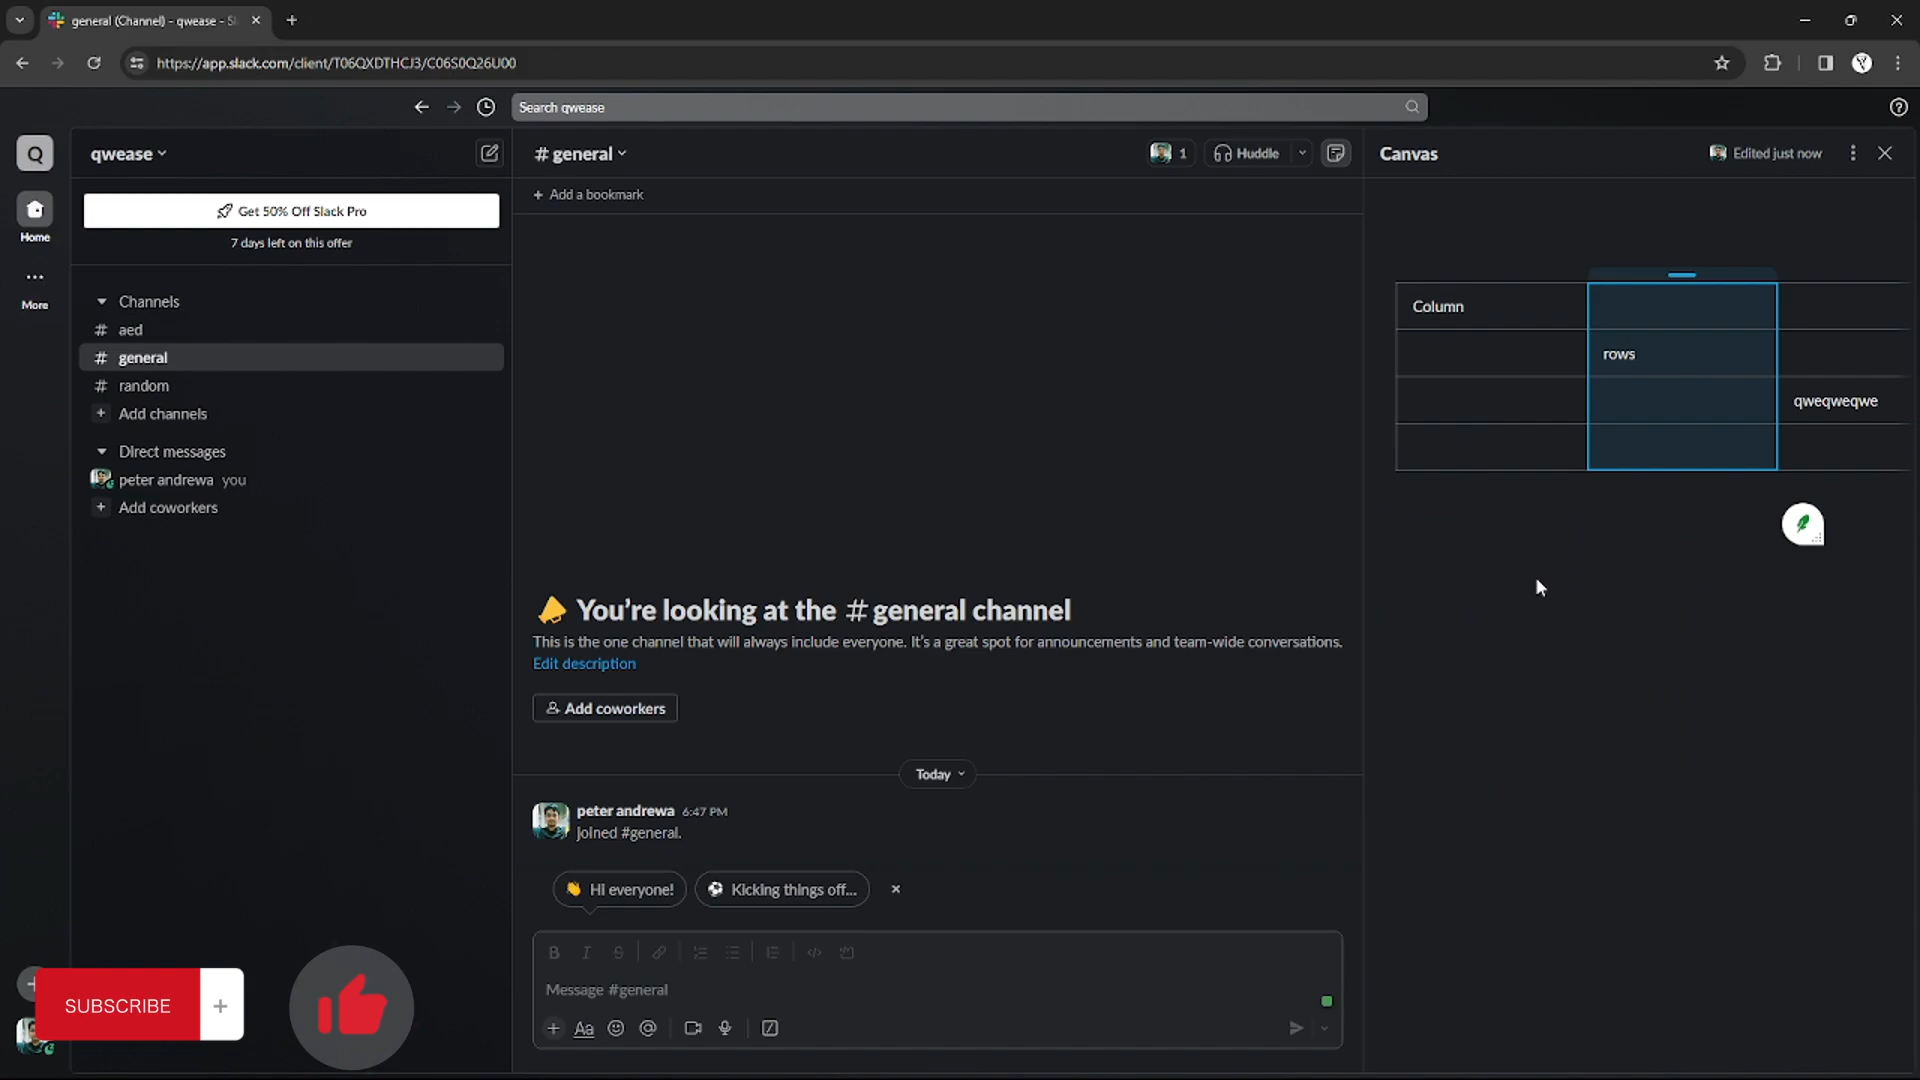 general (Channel) - qwease - Sl
https://app.slack.com/client/T06QXDTHCJ3/C06S0Q26U00
Search qwease
Q
qwease
# general
1
Huddle
Canvas
Edited just now
+ Add a bookmark
Get 50% Off Slack Pro
7 days left on this offer
Home
More
Channels
# aed
# general
# random
+ Add channels
Direct messages
peter andrewa you
+ Add coworkers
Column
rows
qweqweqwe
You're looking at the # general channel
This is the one channel that will always include everyone. It's a great spot for announcements and team-wide conversations.
Edit description
Add coworkers
Today
peter andrewa 6:47 PM
joined #general.
Hi everyone!
Kicking things off...
B I S
Message #general
Aa
SUBSCRIBE +